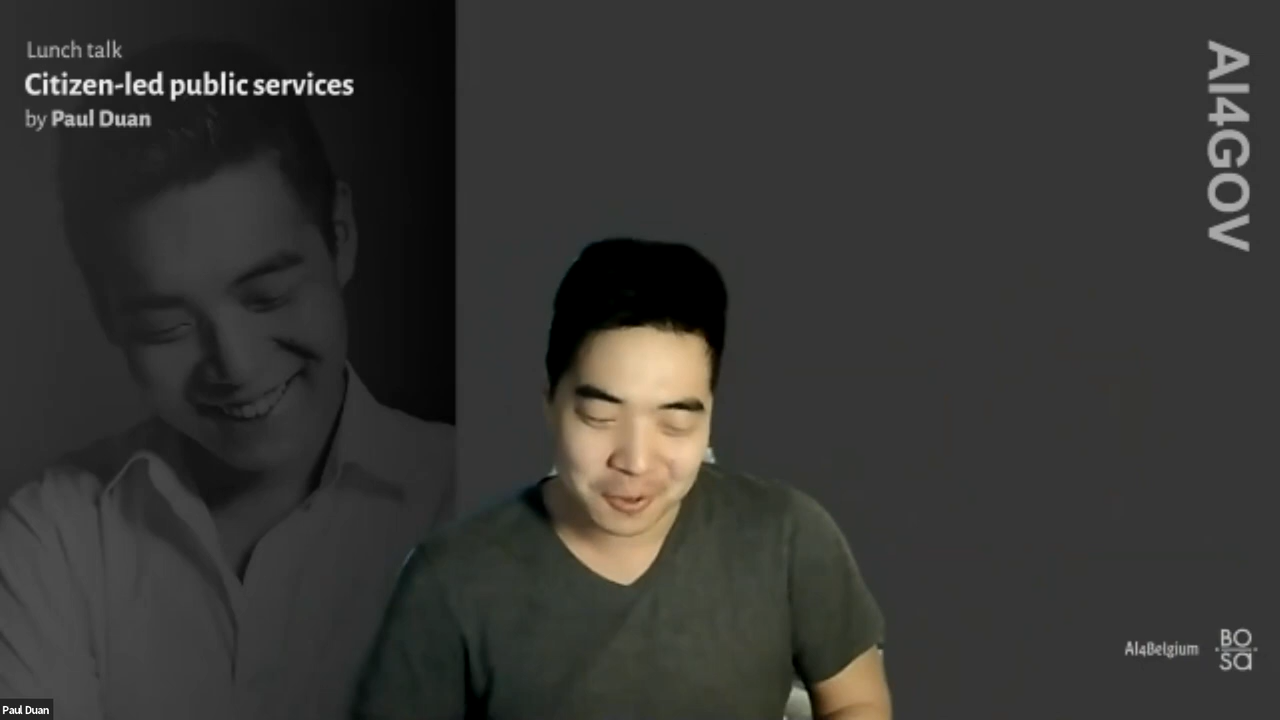 Lunch talk
Citizen-led public services
by Paul Duan
AI4GOV
AI4Belgium
BO
sa
Paul Duan